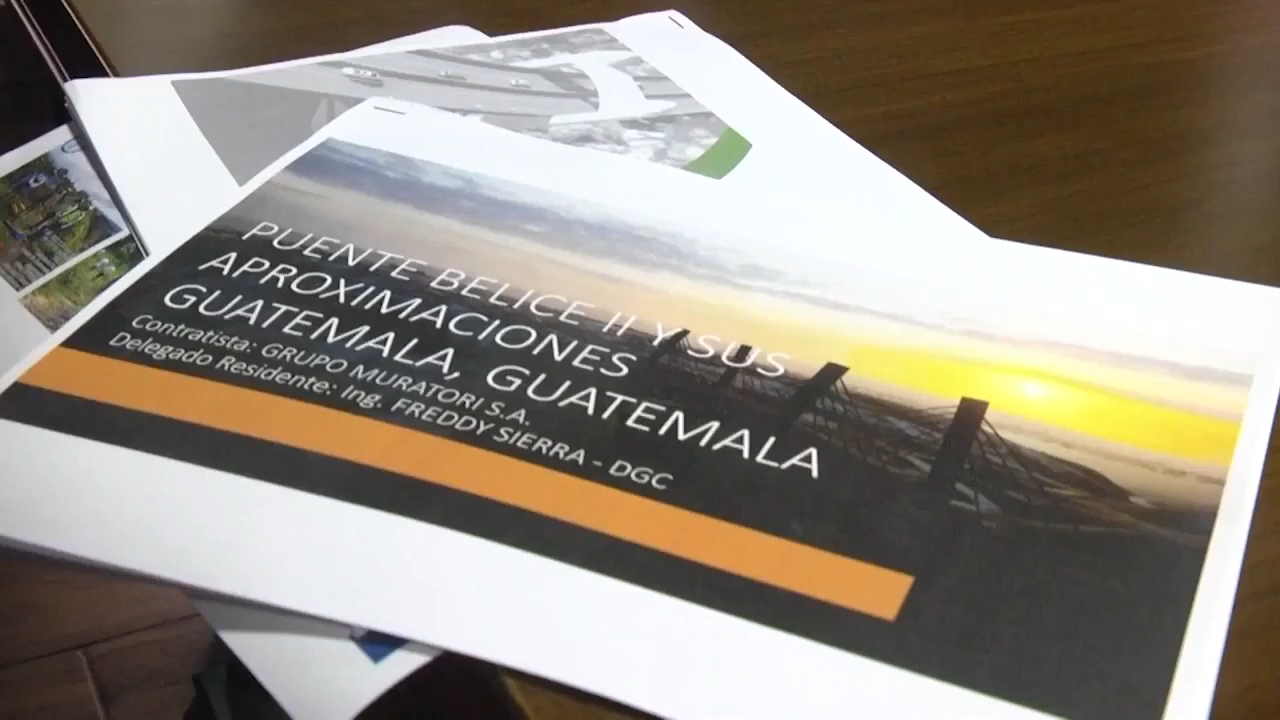 PUENTE BELICE II Y SUS
APROXIMACIONES
GUATEMALA, GUATEMALA
Contratista: GRUPO MURATORI S.A.
Delegado Residente: Ing. FREDDY SIERRA - DGC